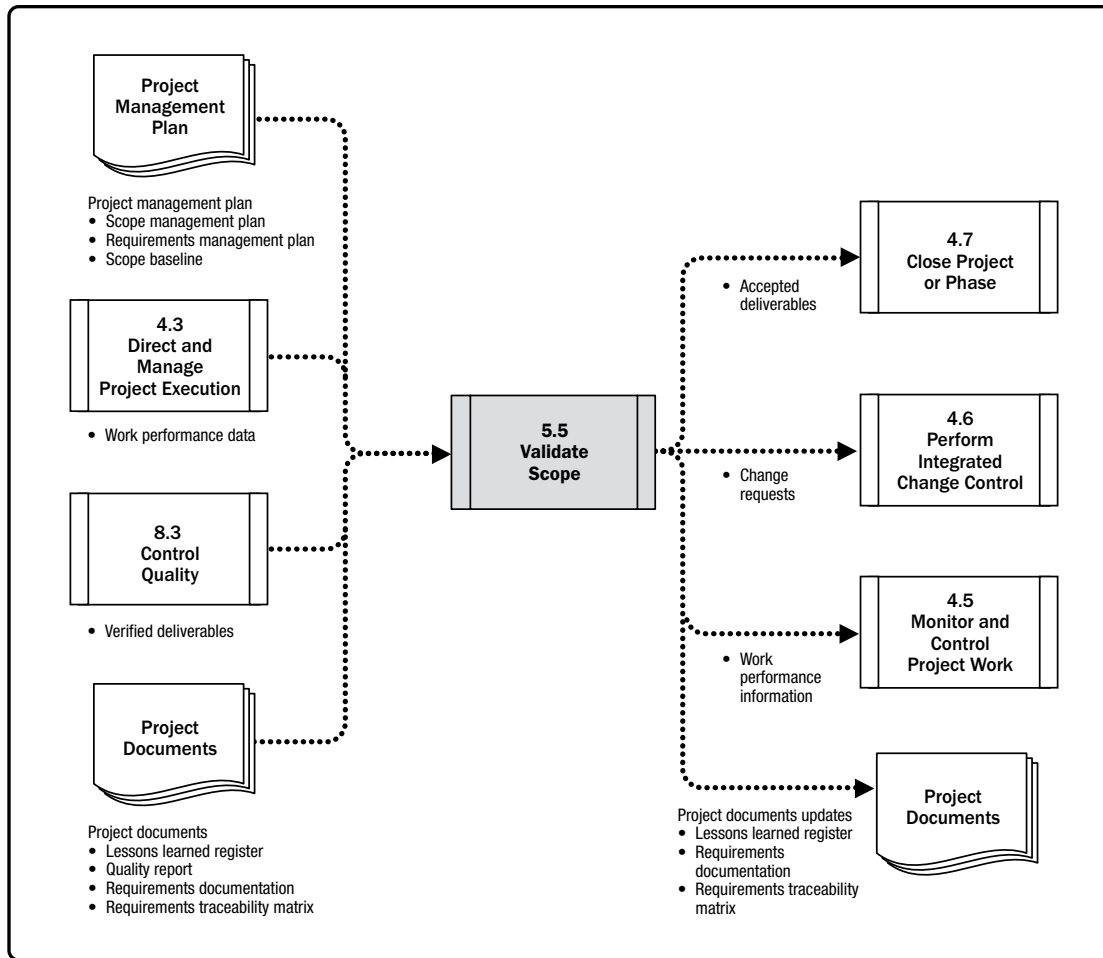 Project
Management
Plan
Project management plan
• Scope management plan
• Requirements management plan
• Scope baseline
4.3
Direct and
Manage
Project Execution
• Work performance data
8.3
Control
Quality
• Verified deliverables
Project
Documents
Project documents
• Lessons learned register
• Quality report
• Requirements documentation
• Requirements traceability matrix
5.5
Validate
Scope
• Accepted
deliverables
4.7
Close Project
or Phase
• Change
requests
4.6
Perform
Integrated
Change Control
• Work
performance
information
4.5
Monitor and
Control
Project Work
Project documents updates
• Lessons learned register
• Requirements
documentation
• Requirements traceability
matrix
Project
Documents